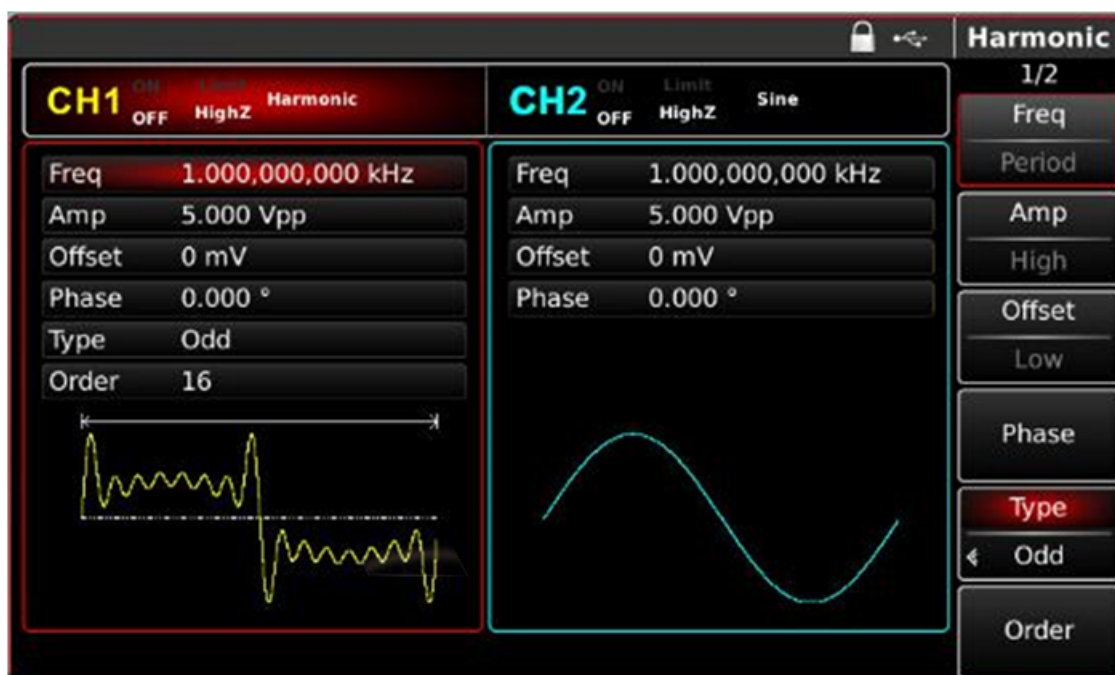 Harmonic
1/2
CH1 ON OFF Limit HighZ Harmonic
CH2 ON OFF Limit HighZ Sine
Freq 1.000,000,000 kHz
Amp 5.000 Vpp
Offset 0 mV
Phase 0.000 °
Type Odd
Order 16
Freq 1.000,000,000 kHz
Amp 5.000 Vpp
Offset 0 mV
Phase 0.000 °
Freq
Period
Amp
High
Offset
Low
Phase
Type
Odd
Order